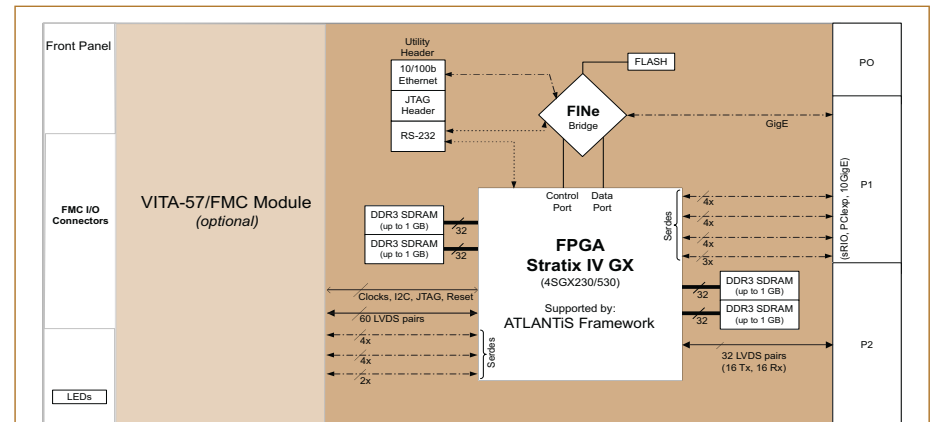 Front Panel
FMC I/O
Connectors
LEDs
VITA-57/FMC Module
(optional)
Utility
Header
10/100b
Ethernet
JTAG
Header
RS-232
FLASH
FINe
Bridge
GigE
Control
Port
Data
Port
FPGA
Stratix IV GX
(4SGX230/530)
Supported by:
ATLANTiS Framework
DDR3 SDRAM
(up to 1 GB)
32
DDR3 SDRAM
(up to 1 GB)
32
Clocks, I2C, JTAG, Reset
60 LVDS pairs
4x
4x
2x
Serdes
Serdes
4x
4x
4x
3x
DDR3 SDRAM
(up to 1 GB)
32
DDR3 SDRAM
(up to 1 GB)
32
32 LVDS pairs
(16 Tx, 16 Rx)
PO
(sRIO, PCIexp, 10GigE)
P1
P2